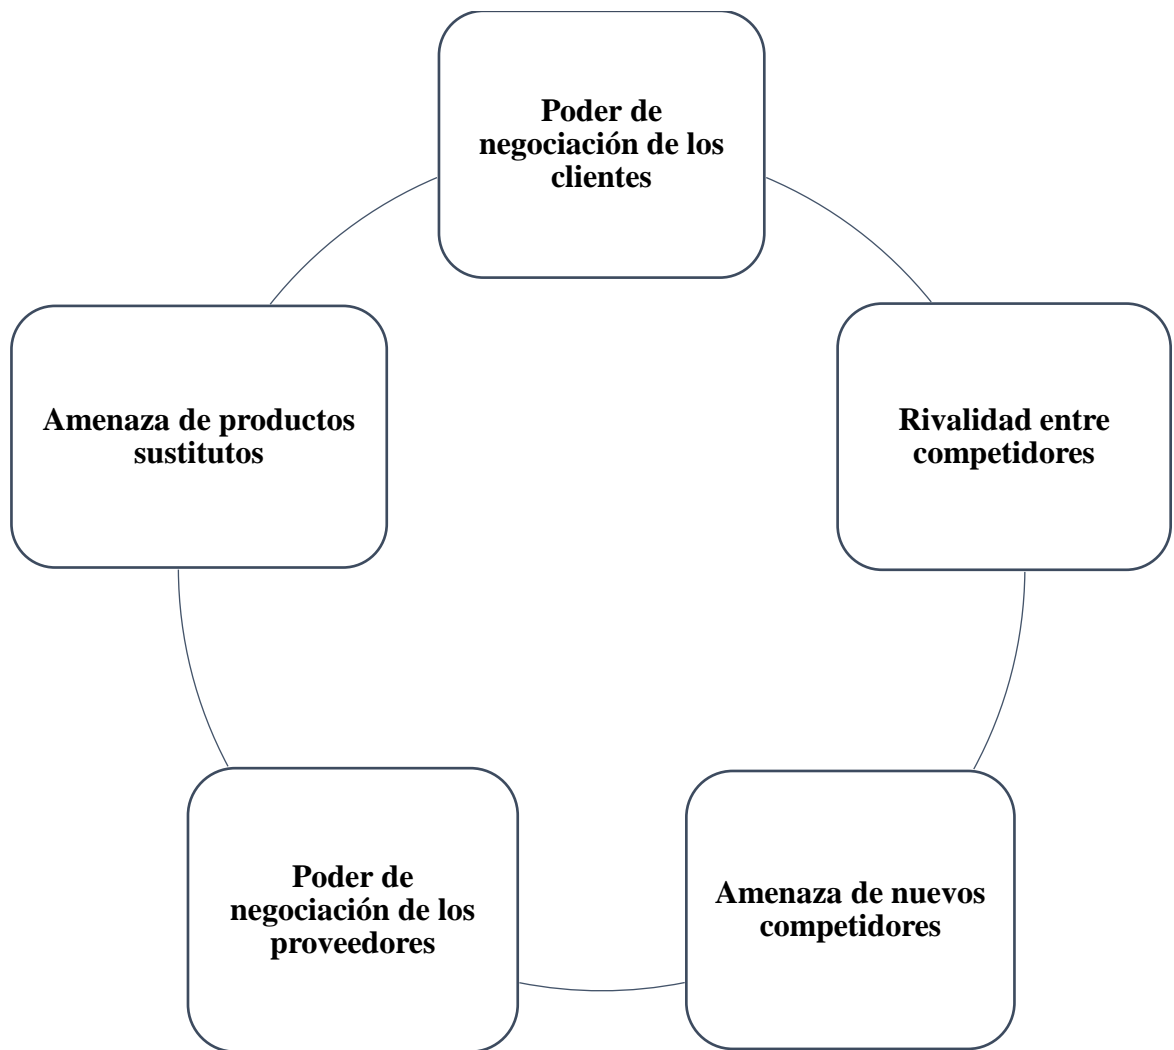 Poder de
negociación de los
clientes
Rivalidad entre
competidores
Amenaza de nuevos
competidores
Poder de
negociación de los
proveedores
Amenaza de productos
sustitutos